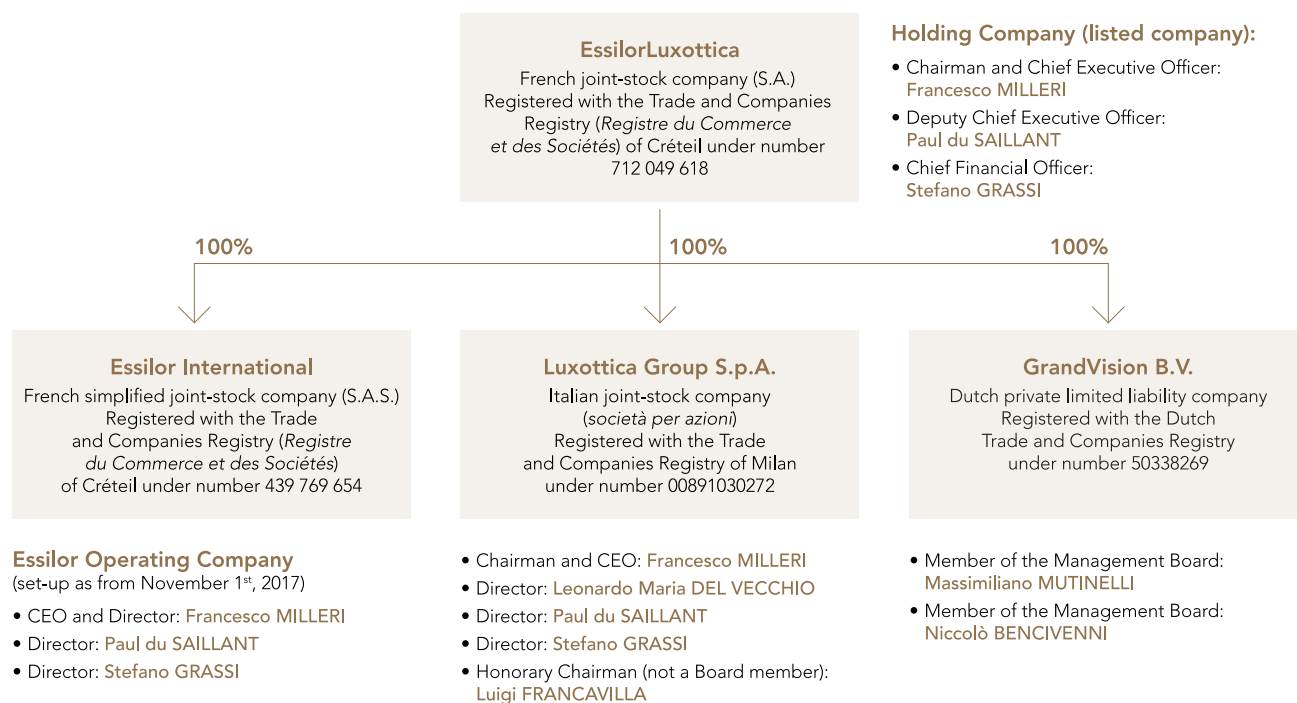 EssilorLuxottica
French joint-stock company (S.A.)
Registered with the Trade and Companies
Registry (Registre du Commerce
et des Sociétés) of Créteil under number
712 049 618
Holding Company (listed company):
• Chairman and Chief Executive Officer:
Francesco MILLERI
• Deputy Chief Executive Officer:
Paul du SAILLANT
• Chief Financial Officer:
Stefano GRASSI
100%
100%
100%
Essilor International
French simplified joint-stock company (S.A.S.)
Registered with the Trade
and Companies Registry (Registre
du Commerce et des Sociétés)
of Créteil under number 439 769 654
Luxottica Group S.p.A.
Italian joint-stock company
(società per azioni)
Registered with the Trade
and Companies Registry of Milan
under number 00891030272
GrandVision B.V.
Dutch private limited liability company
Registered with the Dutch
Trade and Companies Registry
under number 50338269
Essilor Operating Company
(set-up as from November 1st, 2017)
• CEO and Director: Francesco MILLERI
• Director: Paul du SAILLANT
• Director: Stefano GRASSI
• Chairman and CEO: Francesco MILLERI
• Director: Leonardo Maria DEL VECCHIO
• Director: Paul du SAILLANT
• Director: Stefano GRASSI
• Honorary Chairman (not a Board member):
Luigi FRANCAVILLA
• Member of the Management Board:
Massimiliano MUTINELLI
• Member of the Management Board:
Niccolò BENCIVENNI